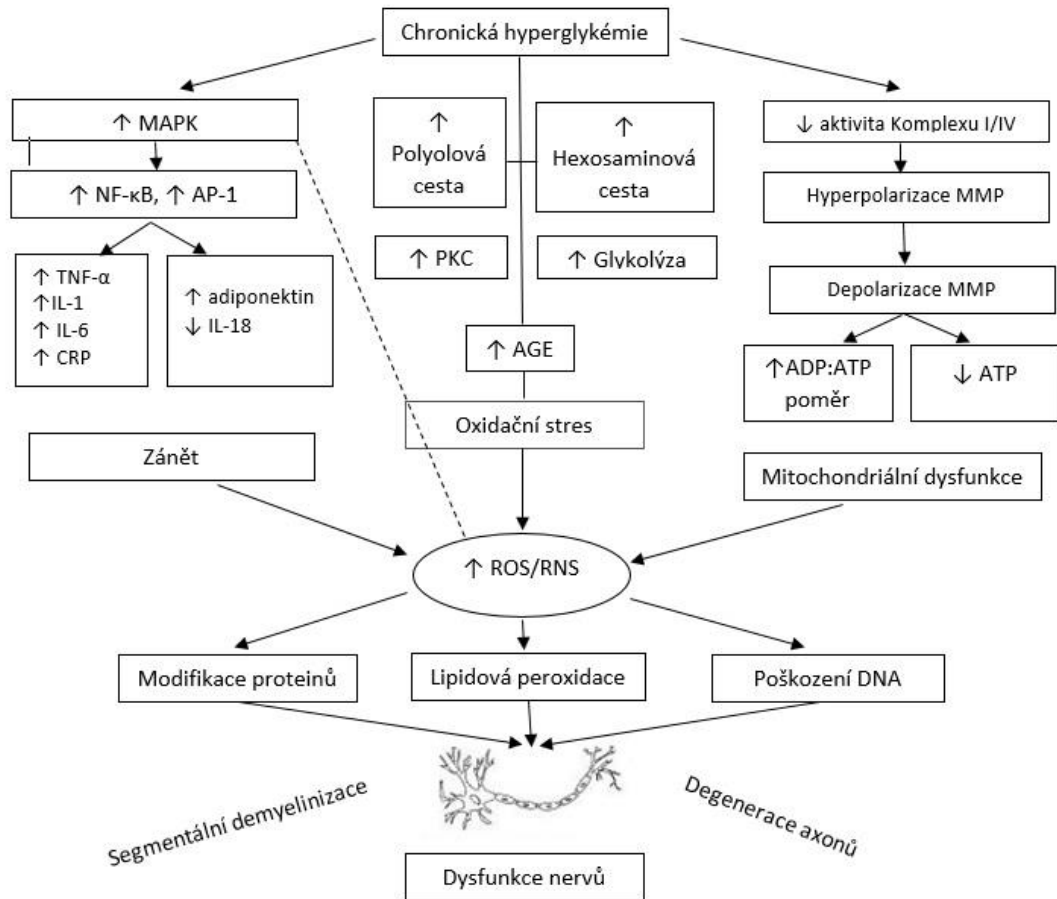 Chronická hyperglykémie
↑ MAPK
↑ NF-κB, ↑ AP-1
↑ TNF-α
↑IL-1
↑ IL-6
↑ CRP
↑ adiponektin
↓ IL-18
Zánět
↑
Polyolová
cesta
↑
Hexosaminová
cesta
↑ PKC
↑ Glykolýza
↑ AGE
Oxidační stres
↓ aktivita Komplexu I/IV
Hyperpolarizace MMP
Depolarizace MMP
↑ADP:ATP
poměr
↓ ATP
Mitochondriální dysfunkce
↑ ROS/RNS
Modifikace proteinů
Lipidová peroxidace
Poškození DNA
Segmentální demyelinizace
Degenerace axonů
Dysfunkce nervů